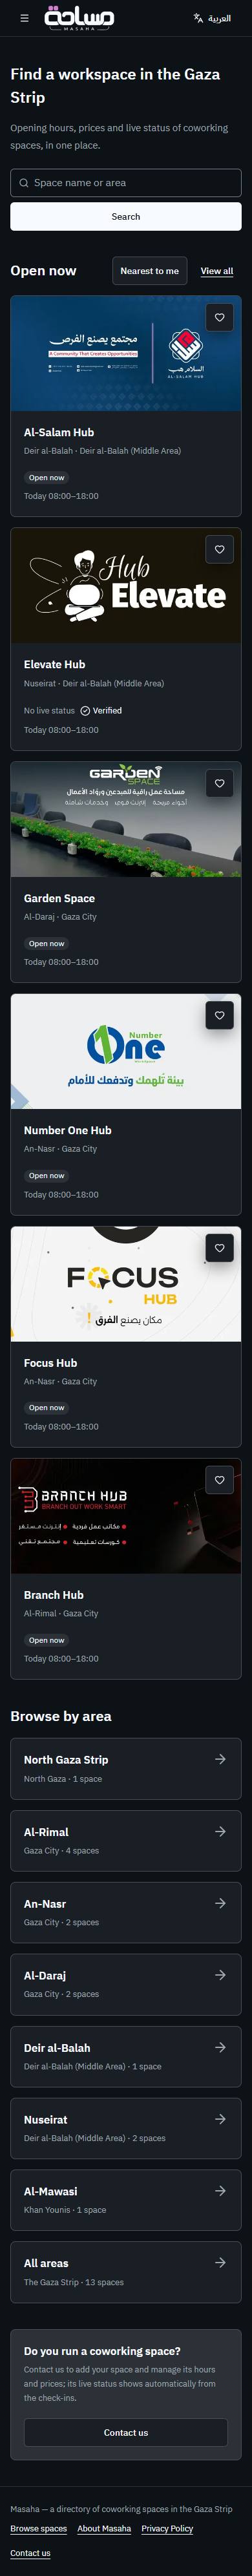 مساحة
MASAHA
العربية
Find a workspace in the Gaza
Strip
Opening hours, prices and live status of coworking
spaces, in one place.
Space name or area
Search
Open now
Nearest to me
View all
مجتمع يصنع الفرص
A Community That Creates Opportunities
السلام هب
AL-SALAM HUB
Al-Salam Hub
Deir al-Balah · Deir al-Balah (Middle Area)
Open now
Today 08:00–18:00
Hub
Elevate
Elevate Hub
Nuseirat · Deir al-Balah (Middle Area)
No live status
Verified
Today 08:00–18:00
GARDEN
SPACE
مساحة عمل راقية للمبدعين ورواد الأعمال
Garden Space
Al-Daraj · Gaza City
Open now
Today 08:00–18:00
Number
One
بيئة تُلهمك وتدفعك للأمام
Number One Hub
An-Nasr · Gaza City
Open now
Today 08:00–18:00
FOCUS
HUB
مكان يصنع الفرق !
Focus Hub
An-Nasr · Gaza City
Open now
Today 08:00–18:00
BRANCH HUB
BRANCH OUT WORK SMART
مكاتب عمل فردية
إنترنت مستقر
كورسات تعليمية
مجتمع تقني
Branch Hub
Al-Rimal · Gaza City
Open now
Today 08:00–18:00
Browse by area
North Gaza Strip
North Gaza · 1 space
Al-Rimal
Gaza City · 4 spaces
An-Nasr
Gaza City · 2 spaces
Al-Daraj
Gaza City · 2 spaces
Deir al-Balah
Deir al-Balah (Middle Area) · 1 space
Nuseirat
Deir al-Balah (Middle Area) · 2 spaces
Al-Mawasi
Khan Younis · 1 space
All areas
The Gaza Strip · 13 spaces
Do you run a coworking space?
Contact us to add your space and manage its hours
and prices; its live status shows automatically from
the check-ins.
Contact us
Masaha — a directory of coworking spaces in the Gaza Strip
Browse spaces
About Masaha
Privacy Policy
Contact us